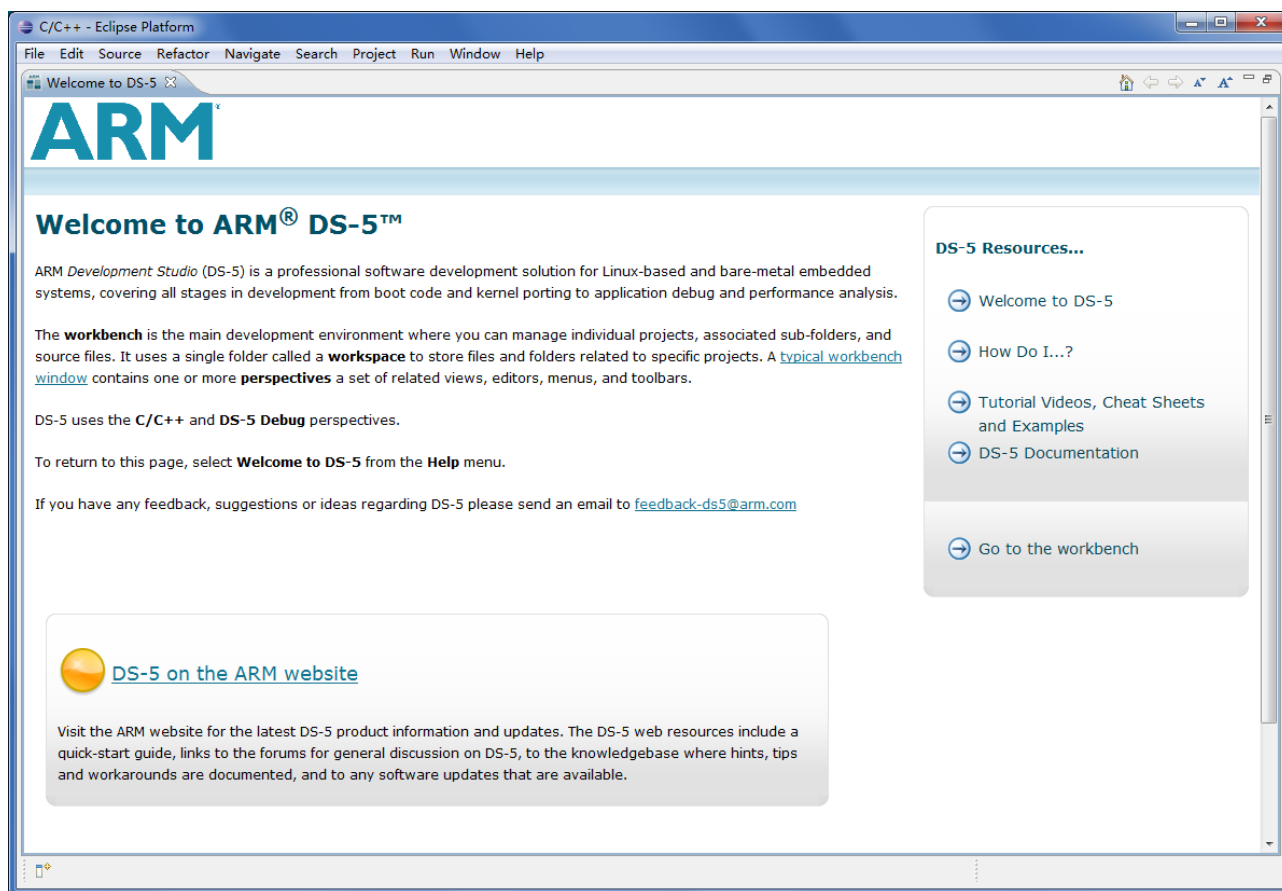 C/C++ - Eclipse Platform
File Edit Source Refactor Navigate Search Project Run Window Help
Welcome to DS-5
ARM®
Welcome to ARM® DS-5™
ARM Development Studio (DS-5) is a professional software development solution for Linux-based and bare-metal embedded
systems, covering all stages in development from boot code and kernel porting to application debug and performance analysis.
The workbench is the main development environment where you can manage individual projects, associated sub-folders, and
source files. It uses a single folder called a workspace to store files and folders related to specific projects. A typical workbench
window contains one or more perspectives a set of related views, editors, menus, and toolbars.
DS-5 uses the C/C++ and DS-5 Debug perspectives.
To return to this page, select Welcome to DS-5 from the Help menu.
If you have any feedback, suggestions or ideas regarding DS-5 please send an email to feedback-ds5@arm.com
DS-5 Resources...
Welcome to DS-5
How Do I...?
Tutorial Videos, Cheat Sheets
and Examples
DS-5 Documentation
Go to the workbench
DS-5 on the ARM website
Visit the ARM website for the latest DS-5 product information and updates. The DS-5 web resources include a
quick-start guide, links to the forums for general discussion on DS-5, to the knowledgebase where hints, tips
and workarounds are documented, and to any software updates that are available.